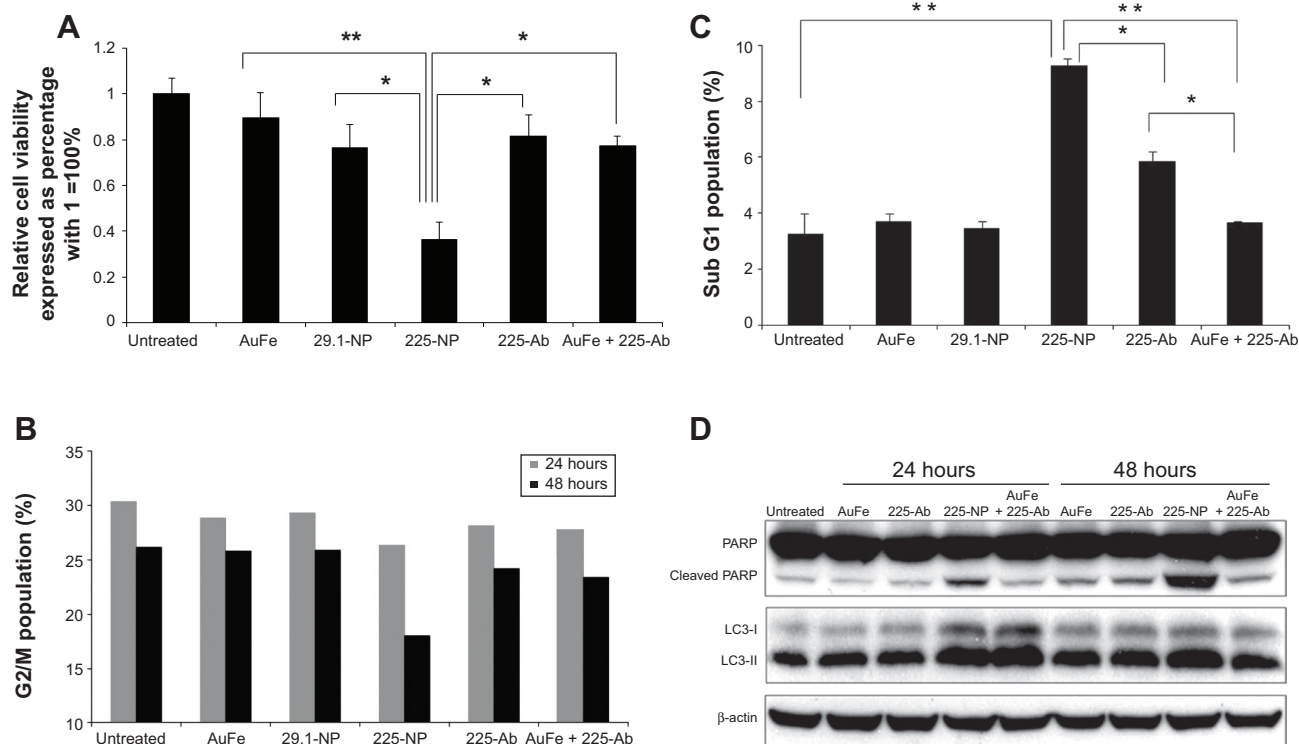 A
Relative cell viability
expressed as percentage
with 1 =100%
1.2
1
0.8
0.6
0.4
0.2
0
**
*
*
*
Untreated AuFe 29.1-NP 225-NP 225-Ab AuFe + 225-Ab
C
Sub G1 population (%)
10
8
6
4
2
0
* *
* *
*
*
Untreated AuFe 29.1-NP 225-NP 225-Ab AuFe + 225-Ab
B
G2/M population (%)
35
30
25
20
15
10
24 hours
48 hours
Untreated AuFe 29.1-NP 225-NP 225-Ab AuFe + 225-Ab
D
24 hours 48 hours
AuFe AuFe
Untreated AuFe 225-Ab 225-NP + 225-Ab AuFe 225-Ab 225-NP + 225-Ab
PARP
Cleaved PARP
LC3-I
LC3-II
β-actin